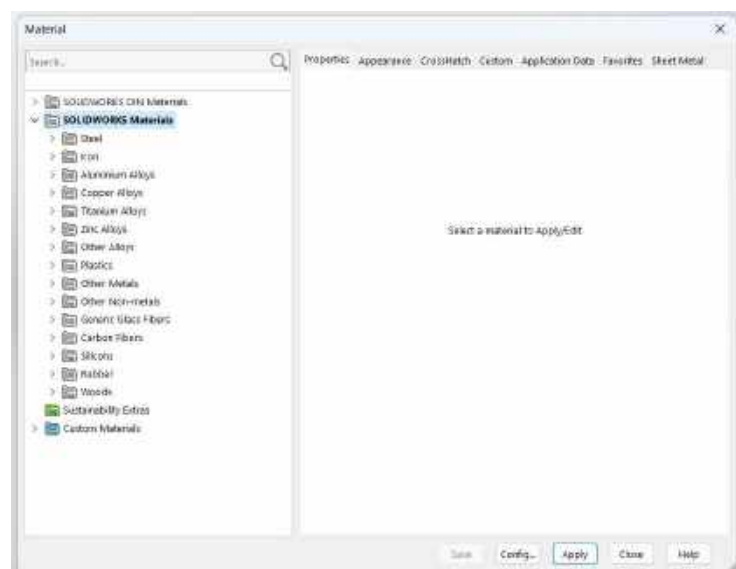 Material
Search...
Properties Appearance CrossHatch Custom Application Data Favorites Sheet Metal
SOLIDWORKS DIN Materials
SOLIDWORKS Materials
Steel
Iron
Aluminium Alloys
Copper Alloys
Titanium Alloys
Zinc Alloys
Other Alloys
Plastics
Other Metals
Other Non-metals
Generic Glass Fibers
Carbon Fibers
Silicons
Rubber
Woods
Sustainability Extras
Custom Materials
Select a material to Apply/Edit
Save Config... Apply Close Help